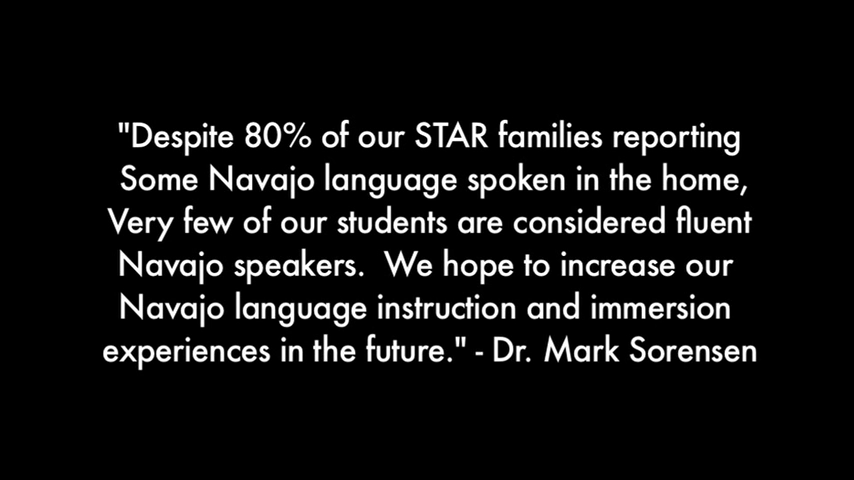 "Despite 80% of our STAR families reporting
Some Navajo language spoken in the home,
Very few of our students are considered fluent
Navajo speakers.  We hope to increase our
Navajo language instruction and immersion
experiences in the future." - Dr. Mark Sorensen